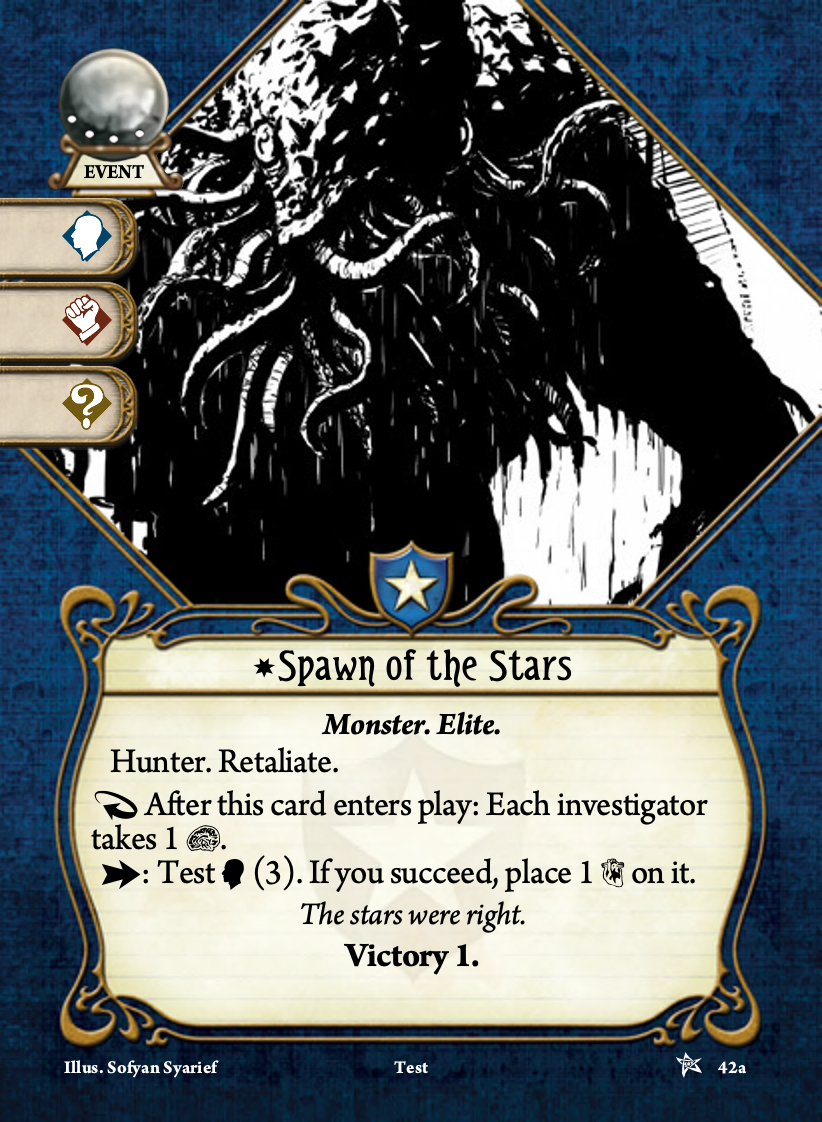 EVENT
Spawn of the Stars
Monster. Elite.
Hunter. Retaliate.
After this card enters play: Each investigator
takes 1 .
: Test (3). If you succeed, place 1 on it.
The stars were right.
Victory 1.
Illus. Sofyan Syarief
Test
42a